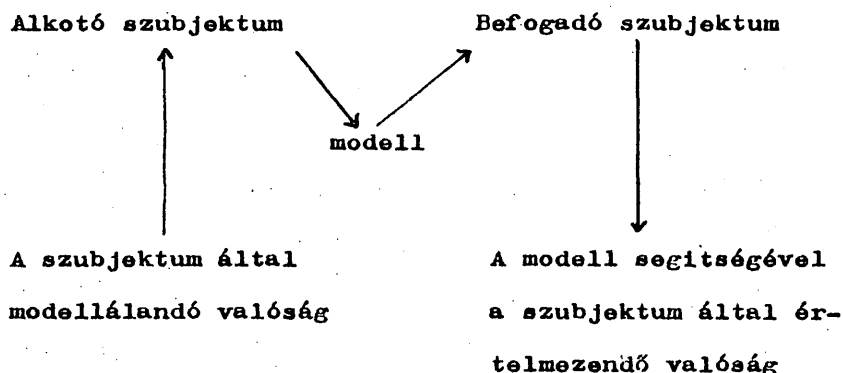 Alkotó szubjektum
Befogadó szubjektum
modell
A szubjektum által
modellálandó valóság
A modell segitségével
a szubjektum által ér-
telmezendő valóság